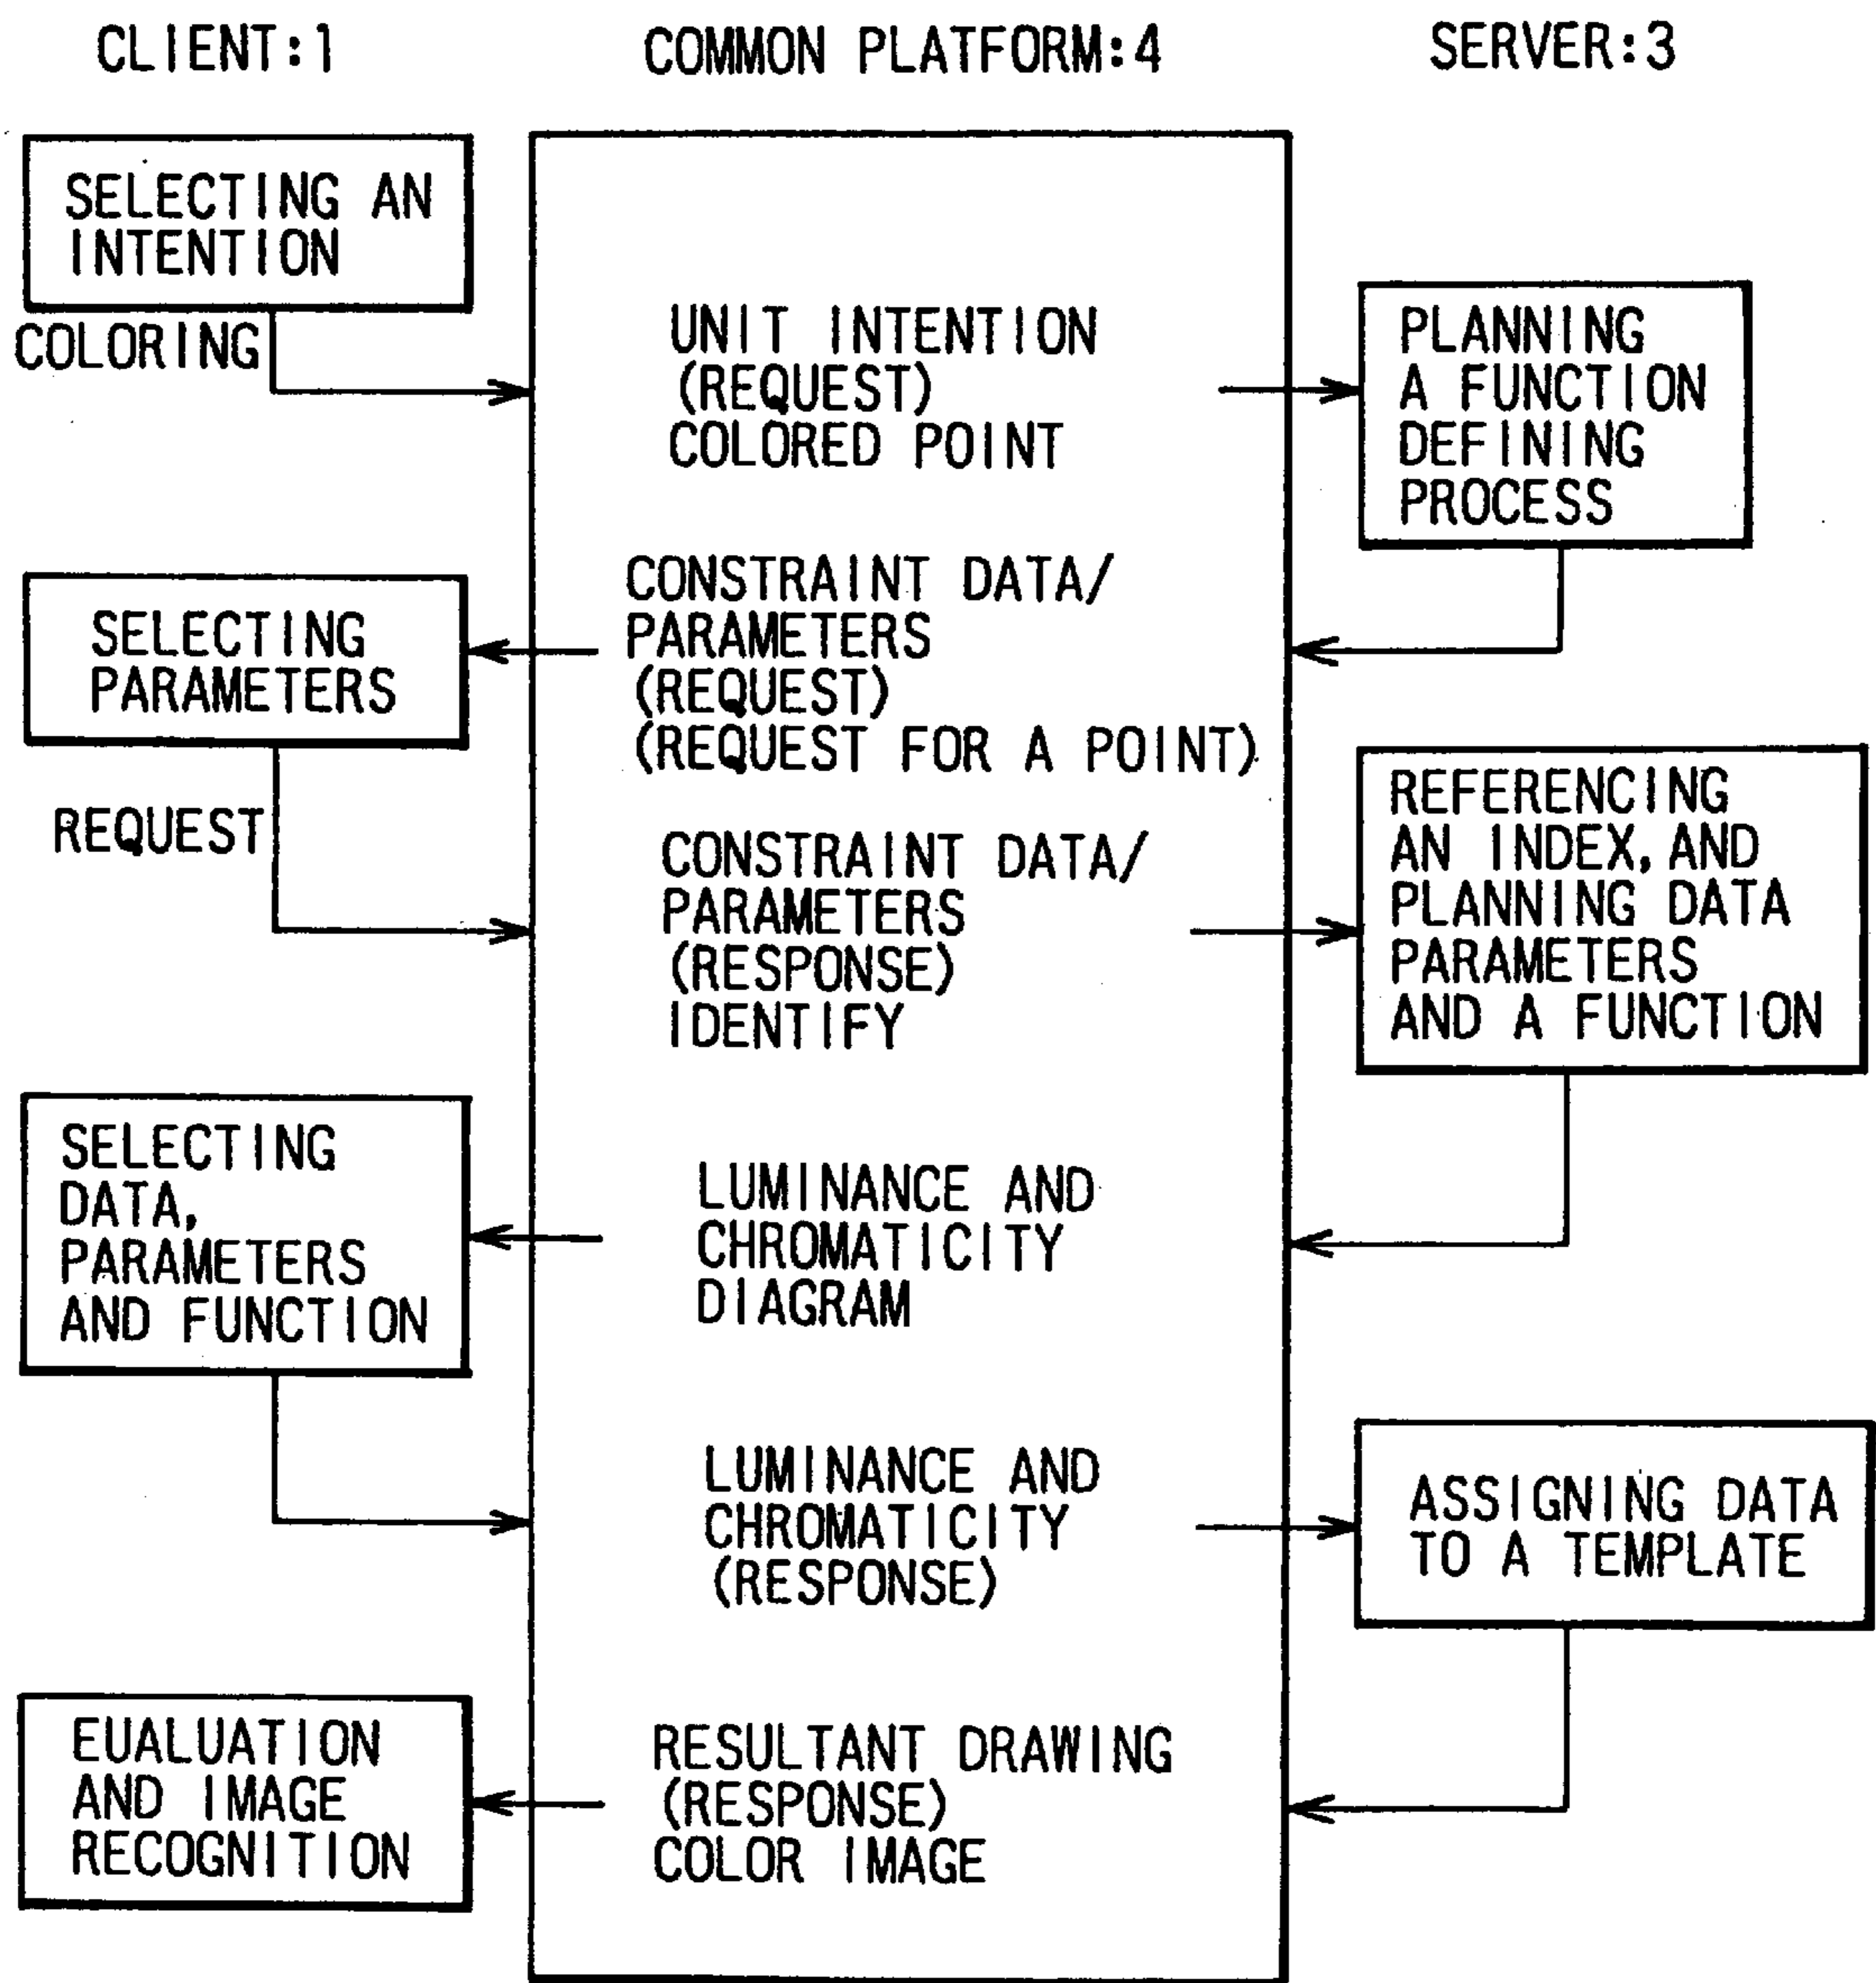 CLIENT:1
COMMON PLATFORM:4
SERVER:3
SELECTING AN
INTENTION
COLORING
UNIT INTENTION
(REQUEST)
COLORED POINT
PLANNING
A FUNCTION
DEFINING
PROCESS
CONSTRAINT DATA/
PARAMETERS
(REQUEST)
(REQUEST FOR A POINT)
SELECTING
PARAMETERS
REQUEST
CONSTRAINT DATA/
PARAMETERS
(RESPONSE)
IDENTIFY
REFERENCING
AN INDEX, AND
PLANNING DATA
PARAMETERS
AND A FUNCTION
LUMINANCE AND
CHROMATICITY
DIAGRAM
SELECTING
DATA,
PARAMETERS
AND FUNCTION
LUMINANCE AND
CHROMATICITY
(RESPONSE)
ASSIGNING DATA
TO A TEMPLATE
RESULTANT DRAWING
(RESPONSE)
COLOR IMAGE
EUALUATION
AND IMAGE
RECOGNITION